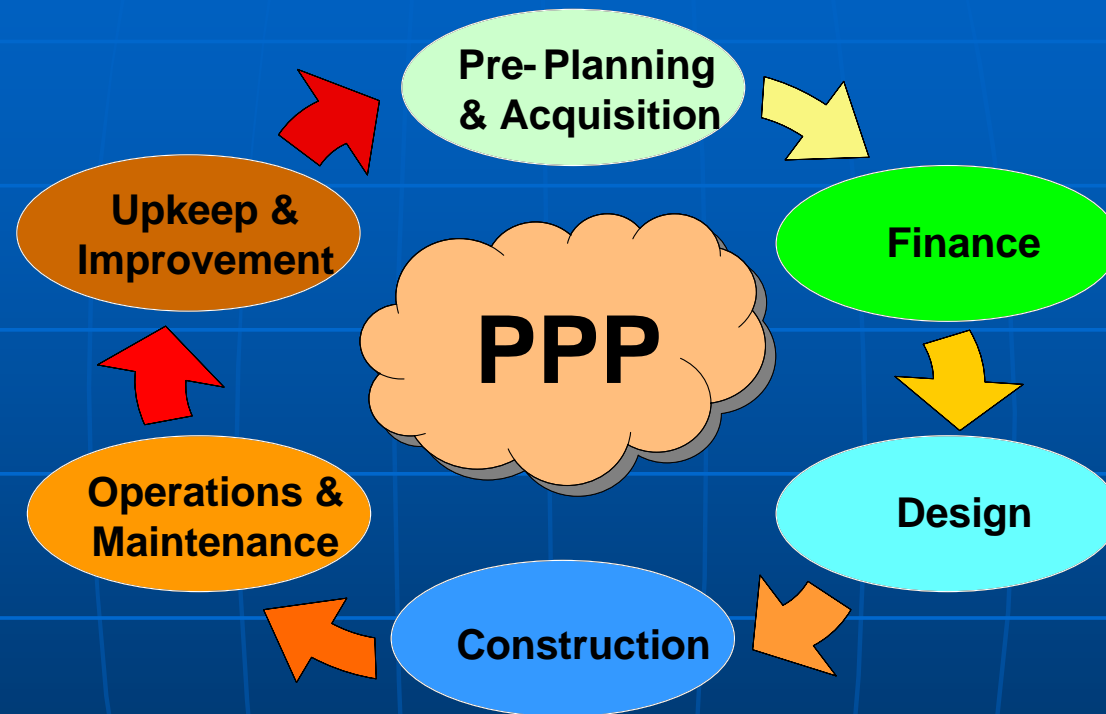 Pre- Planning
& Acquisition
Finance
Design
Construction
Operations &
Maintenance
Upkeep &
Improvement
PPP